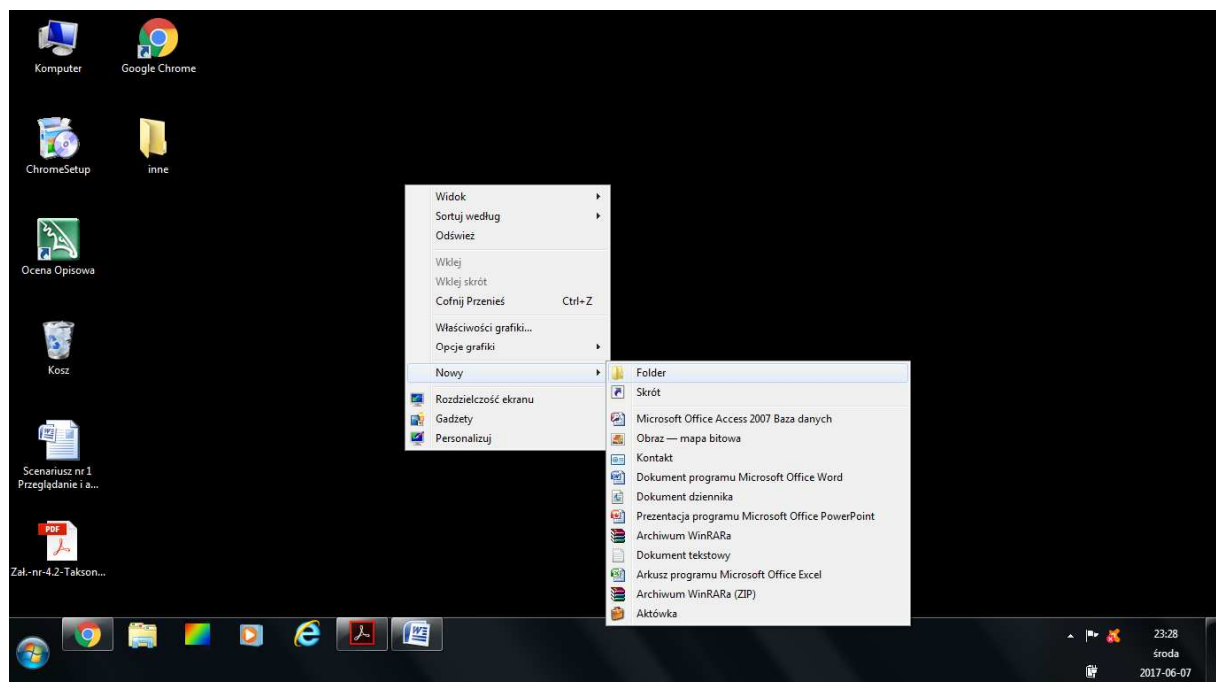 Komputer
Google Chrome
ChromeSetup
inne
Ocena Opisowa
Kosz
Scenariusz nr 1
Przeglądanie i a...
PDF
Zał.-nr-4.2-Takson...
Widok
Sortuj według
Odśwież
Wklej
Wklej skrót
Cofnij Przenieś Ctrl+Z
Właściwości grafiki...
Opcje grafiki
Nowy
Rozdzielczość ekranu
Gadżety
Personalizuj
Folder
Skrót
Microsoft Office Access 2007 Baza danych
Obraz — mapa bitowa
Kontakt
Dokument programu Microsoft Office Word
Dokument dziennika
Prezentacja programu Microsoft Office PowerPoint
Archiwum WinRARa
Dokument tekstowy
Arkusz programu Microsoft Office Excel
Archiwum WinRARa (ZIP)
Aktówka
23:28
środa
2017-06-07